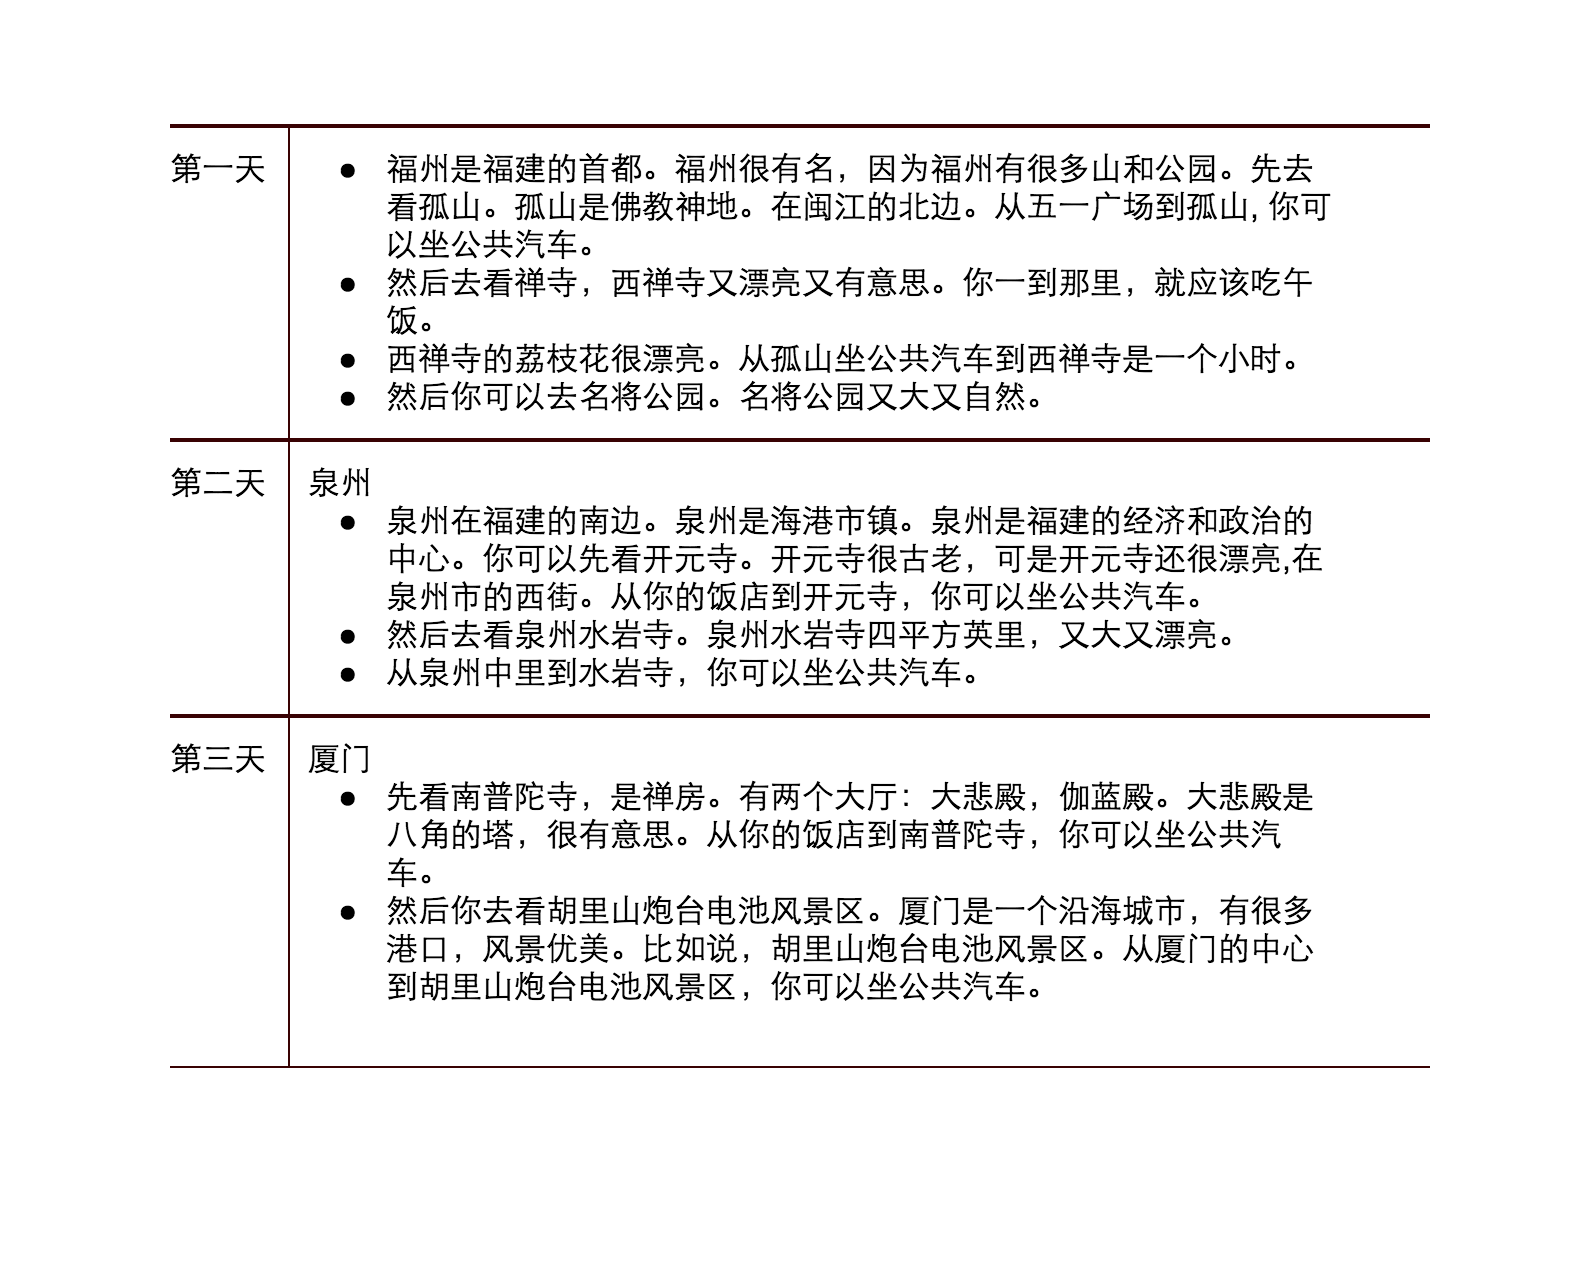 第一天
● 福州是福建的首都。福州很有名，因为福州有很多山和公园。先去
看孤山。孤山是佛教神地。在闽江的北边。从五一广场到孤山, 你可
以坐公共汽车。
● 然后去看禅寺，西禅寺又漂亮又有意思。你一到那里，就应该吃午
饭。
● 西禅寺的荔枝花很漂亮。从孤山坐公共汽车到西禅寺是一个小时。
● 然后你可以去名将公园。名将公园又大又自然。
第二天
泉州
● 泉州在福建的南边。泉州是海港市镇。泉州是福建的经济和政治的
中心。你可以先看开元寺。开元寺很古老，可是开元寺还很漂亮,在
泉州市的西街。从你的饭店到开元寺，你可以坐公共汽车。
● 然后去看泉州水岩寺。泉州水岩寺四平方英里，又大又漂亮。
● 从泉州中里到水岩寺，你可以坐公共汽车。
第三天
厦门
● 先看南普陀寺，是禅房。有两个大厅：大悲殿，伽蓝殿。大悲殿是
八角的塔，很有意思。从你的饭店到南普陀寺，你可以坐公共汽
车。
● 然后你去看胡里山炮台电池风景区。厦门是一个沿海城市，有很多
港口，风景优美。比如说，胡里山炮台电池风景区。从厦门的中心
到胡里山炮台电池风景区，你可以坐公共汽车。